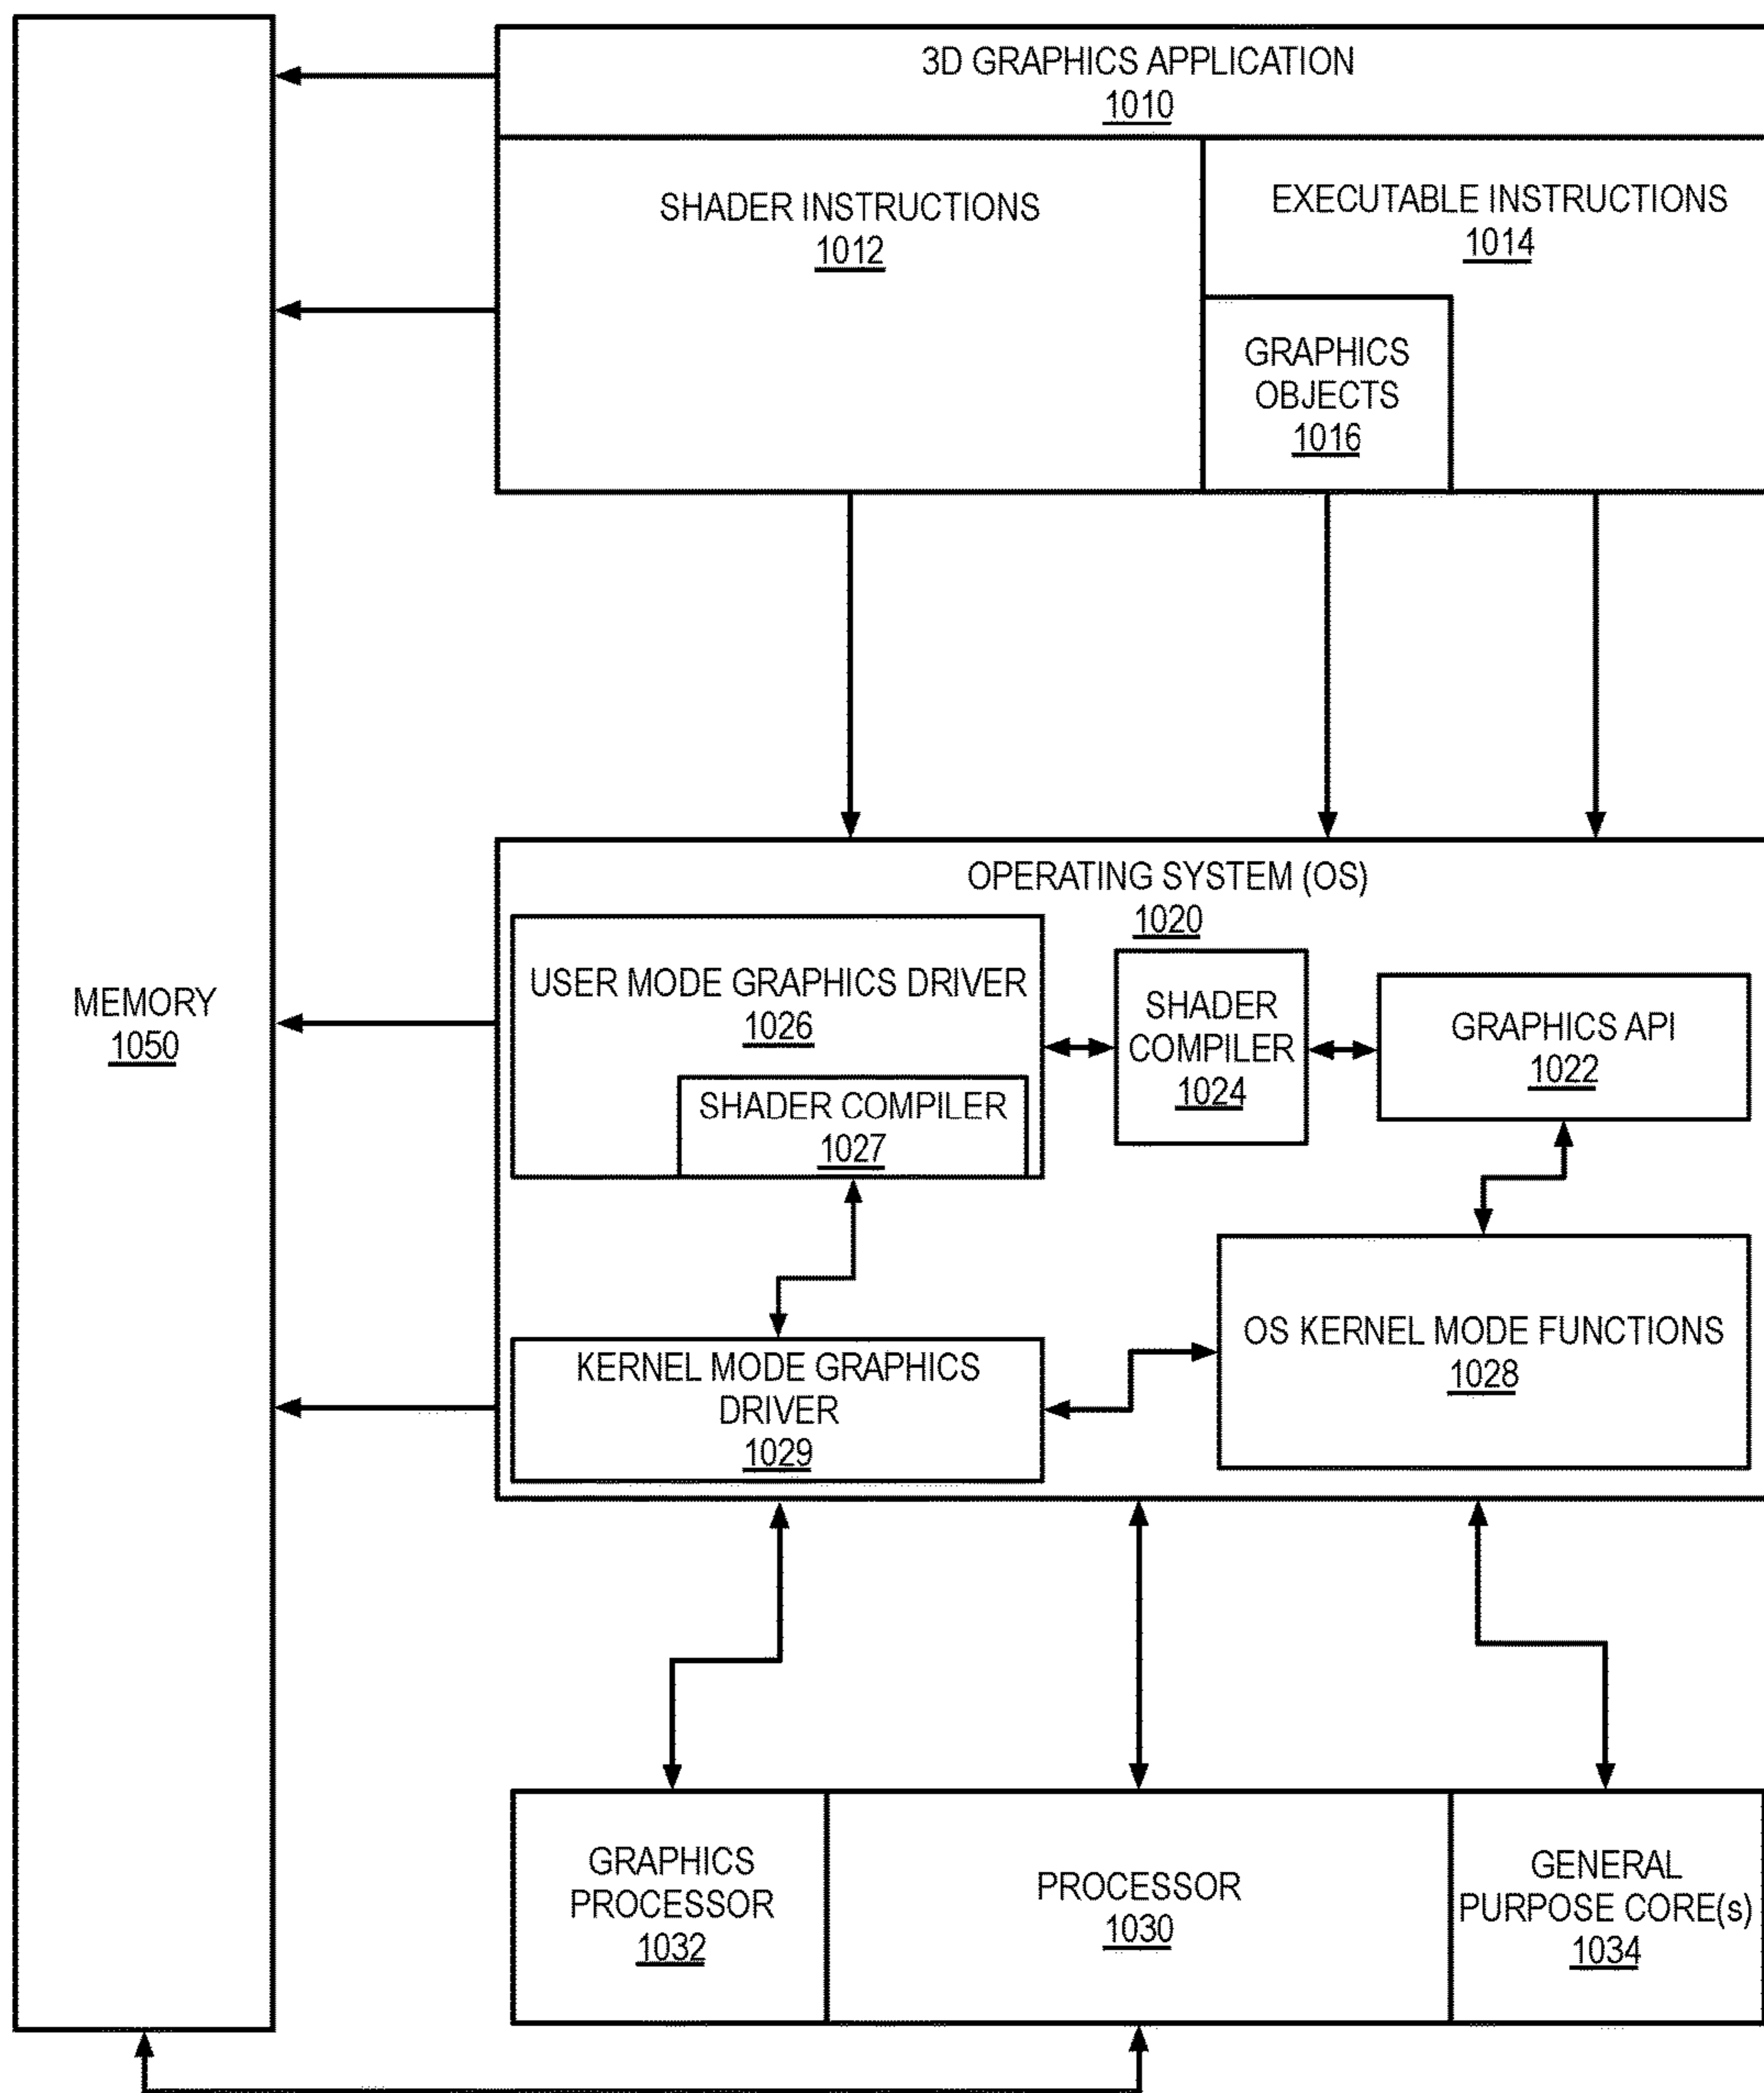 3D GRAPHICS APPLICATION
1010
SHADER INSTRUCTIONS
1012
EXECUTABLE INSTRUCTIONS
1014
GRAPHICS
OBJECTS
1016
MEMORY
1050
OPERATING SYSTEM (OS)
1020
USER MODE GRAPHICS DRIVER
1026
SHADER COMPILER
1027
SHADER
COMPILER
1024
GRAPHICS API
1022
KERNEL MODE GRAPHICS
DRIVER
1029
OS KERNEL MODE FUNCTIONS
1028
GRAPHICS
PROCESSOR
1032
PROCESSOR
1030
GENERAL
PURPOSE CORE(s)
1034